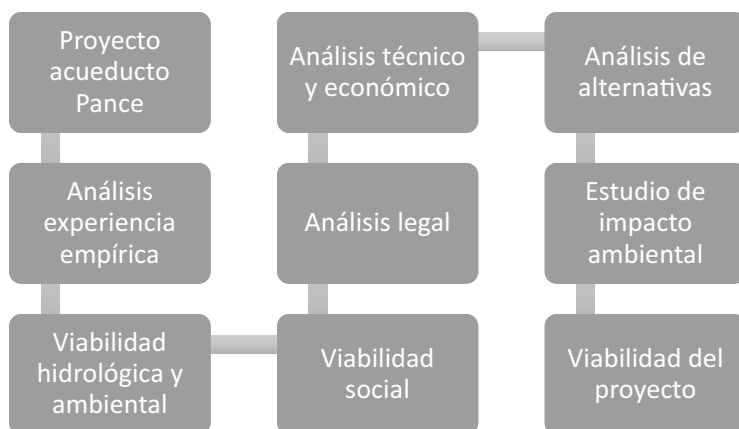 Proyecto
acueducto
Pance
Análisis
experiencia
empírica
Viabilidad
hidrológica y
ambiental
Viabilidad
social
Análisis legal
Análisis técnico
y económico
Análisis de
alternativas
Estudio de
impacto
ambiental
Viabilidad del
proyecto